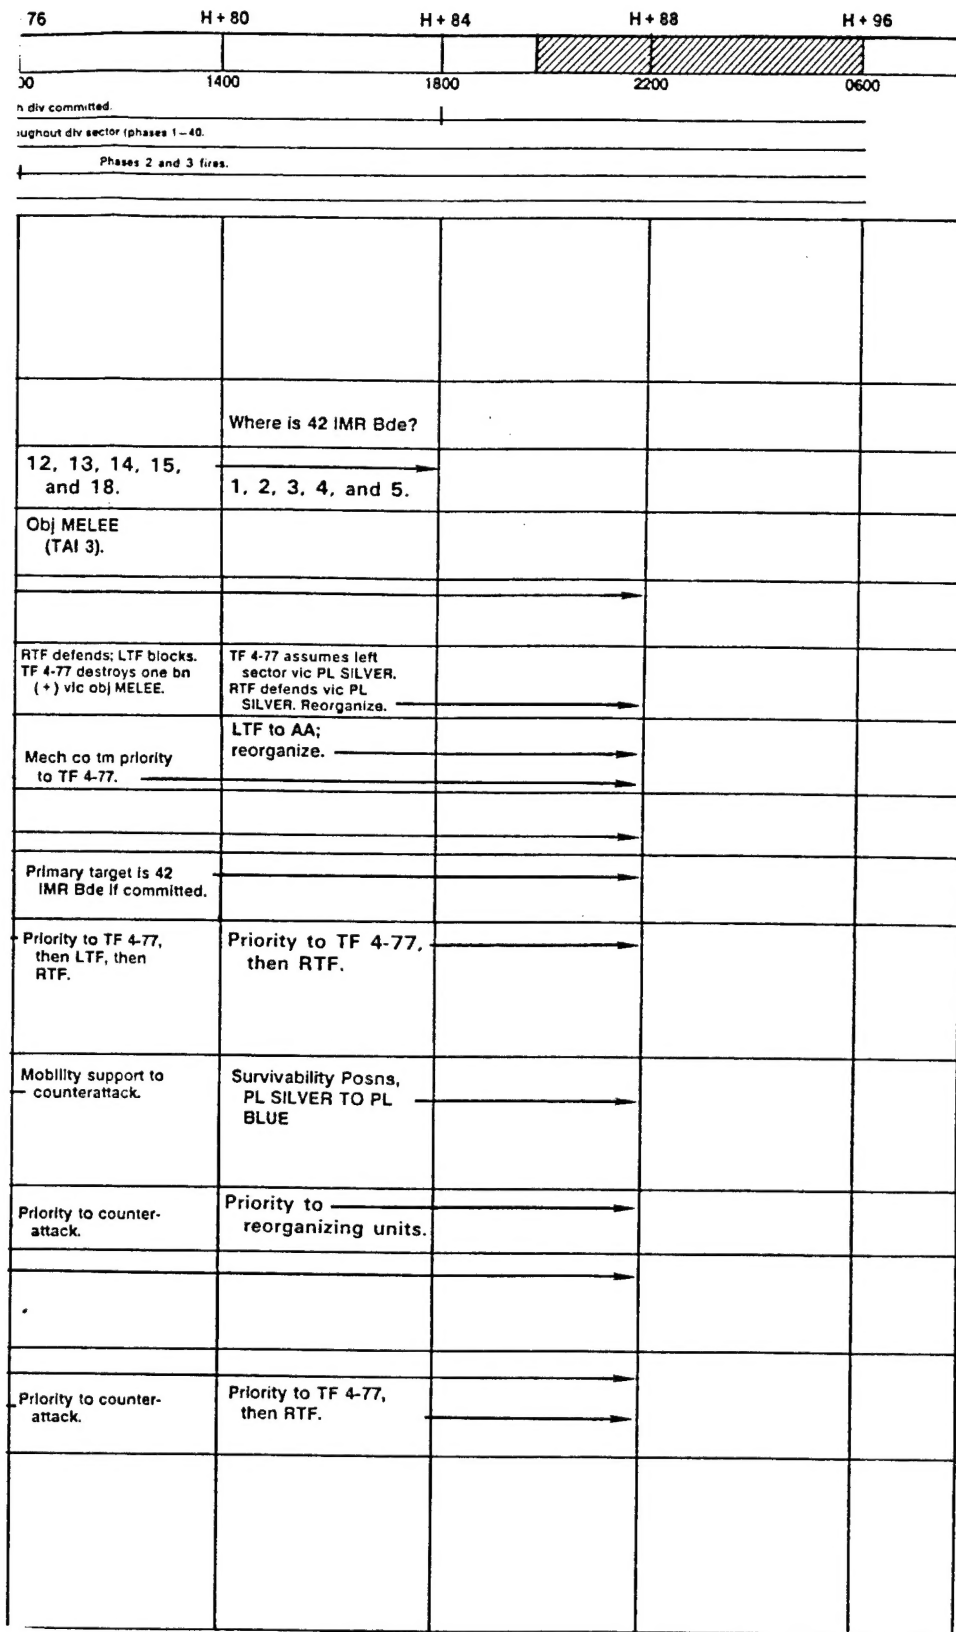 76 H + 80 H + 84 H + 88 H + 96
00 1400 1800 2200 0600
n div committed.
oughout div sector (phases 1–40.
Phases 2 and 3 fires.
Where is 42 IMR Bde?
12, 13, 14, 15,
and 18.
1, 2, 3, 4, and 5.
Obj MELEE
(TAI 3).
RTF defends; LTF blocks.
TF 4-77 destroys one bn
(+) vic obj MELEE.
TF 4-77 assumes left
sector vic PL SILVER.
RTF defends vic PL
SILVER. Reorganize.
LTF to AA;
reorganize.
Mech co tm priority
to TF 4-77.
Primary target is 42
IMR Bde if committed.
Priority to TF 4-77,
then LTF, then
RTF.
Priority to TF 4-77,
then RTF.
Mobility support to
counterattack.
Survivability Posns,
PL SILVER TO PL
BLUE
Priority to counter-
attack.
Priority to
reorganizing units.
Priority to counter-
attack.
Priority to TF 4-77,
then RTF.